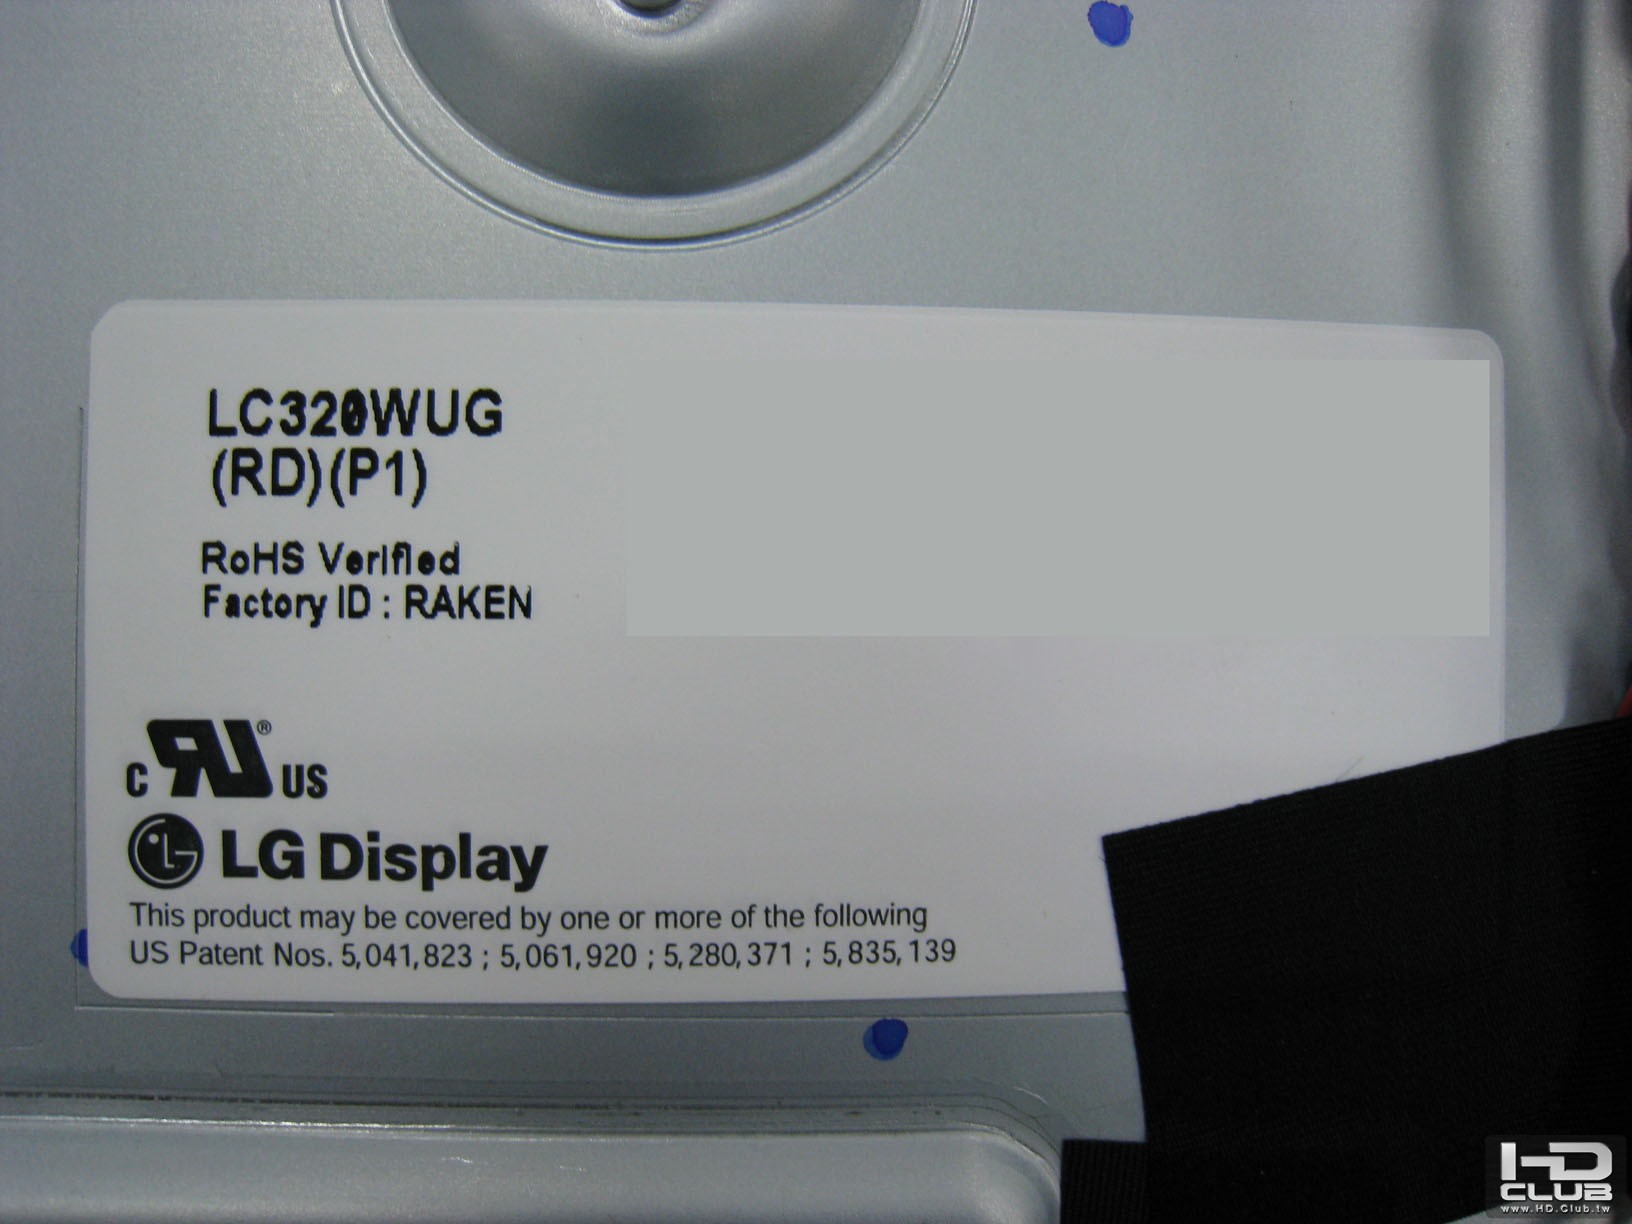 LC320WUG
(RD)(P1)
RoHS Verified
Factory ID : RAKEN
C RU® US
LG LG Display
This product may be covered by one or more of the following
US Patent Nos. 5,041,823 ; 5,061,920 ; 5,280,371 ; 5,835,139
HD
CLUB
www.HD.Club.tw